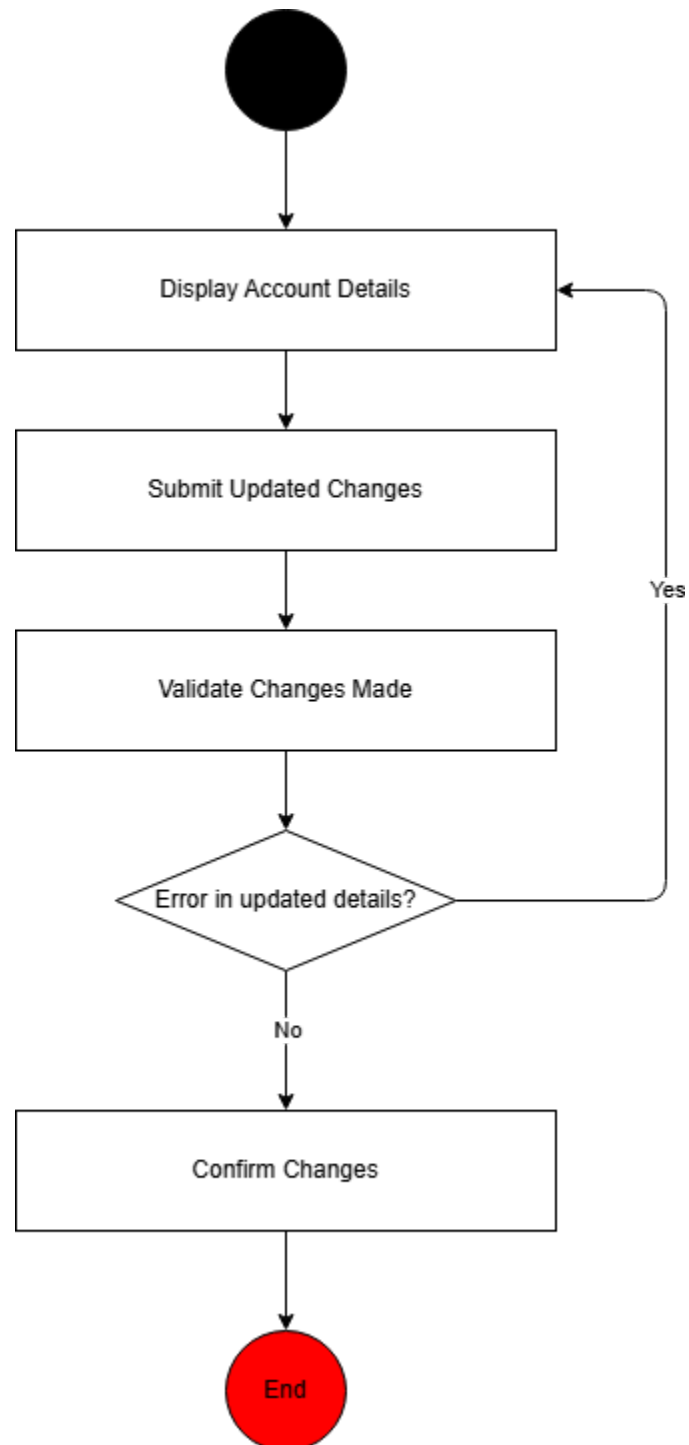 Display Account Details
Submit Updated Changes
Yes
Validate Changes Made
Error in updated details?
No
Confirm Changes
End